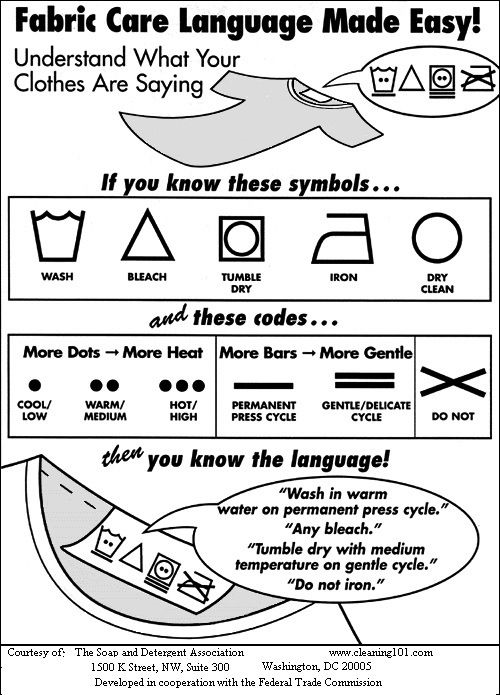 Fabric Care Language Made Easy!
Understand What Your
Clothes Are Saying
If you know these symbols...
WASH
BLEACH
TUMBLE
DRY
IRON
DRY
CLEAN
and these codes...
More Dots → More Heat
COOL/
LOW
WARM/
MEDIUM
HOT/
HIGH
More Bars → More Gentle
PERMANENT
PRESS CYCLE
GENTLE/DELICATE
CYCLE
DO NOT
then you know the language!
“Wash in warm
water on permanent press cycle.”
“Any bleach.”
“Tumble dry with medium
temperature on gentle cycle.”
“Do not iron.”
Courtesy of: The Soap and Detergent Association www.cleaning101.com
1500 K Street, NW, Suite 300 Washington, DC 20005
Developed in cooperation with the Federal Trade Commission